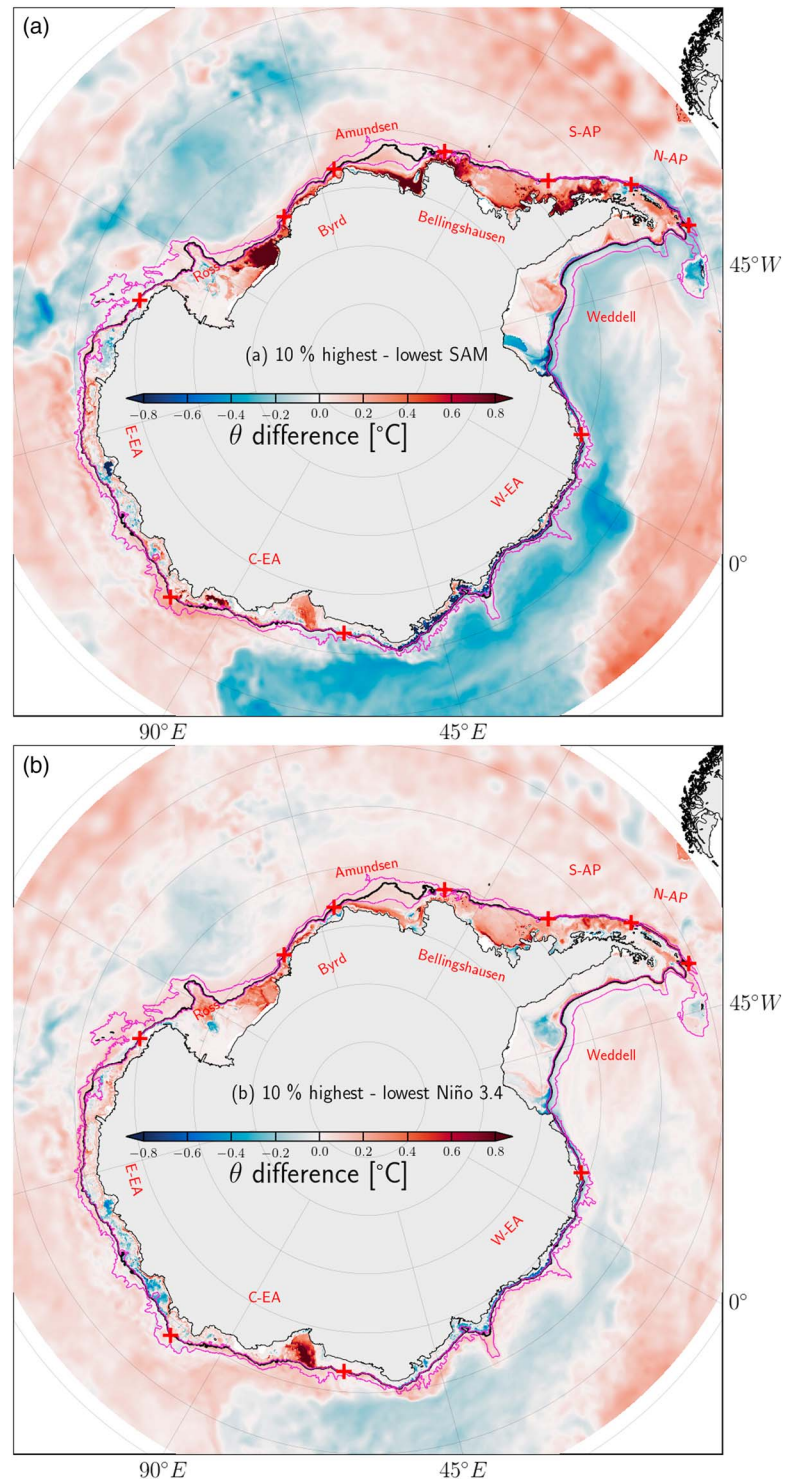 (a)
Amundsen
S-AP
N-AP
Byrd
Bellingshausen
Ross
45°W
Weddell
(a) 10 % highest - lowest SAM
−0.8 −0.6 −0.4 −0.2 0.0 0.2 0.4 0.6 0.8
θ difference [°C]
E-EA
W-EA
C-EA
0°
90°E 45°E
(b)
Amundsen
S-AP
N-AP
Byrd
Bellingshausen
Ross
45°W
Weddell
(b) 10 % highest - lowest Niño 3.4
−0.8 −0.6 −0.4 −0.2 0.0 0.2 0.4 0.6 0.8
θ difference [°C]
E-EA
W-EA
C-EA
0°
90°E 45°E